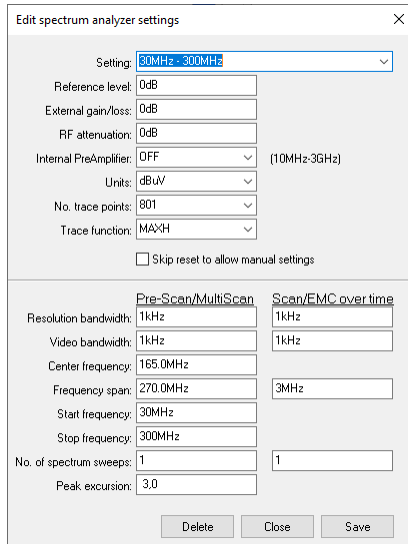 Edit spectrum analyzer settings
Setting: 30MHz - 300MHz
Reference level: 0dB
External gain/loss: 0dB
RF attenuation: 0dB
Internal PreAmplifier: OFF (10MHz-3GHz)
Units: dBuV
No. trace points: 801
Trace function: MAXH
Skip reset to allow manual settings
Pre-Scan/MultiScan Scan/EMC over time
Resolution bandwidth: 1kHz 1kHz
Video bandwidth: 1kHz 1kHz
Center frequency: 165.0MHz
Frequency span: 270.0MHz 3MHz
Start frequency: 30MHz
Stop frequency: 300MHz
No. of spectrum sweeps: 1 1
Peak excursion: 3,0
Delete Close Save